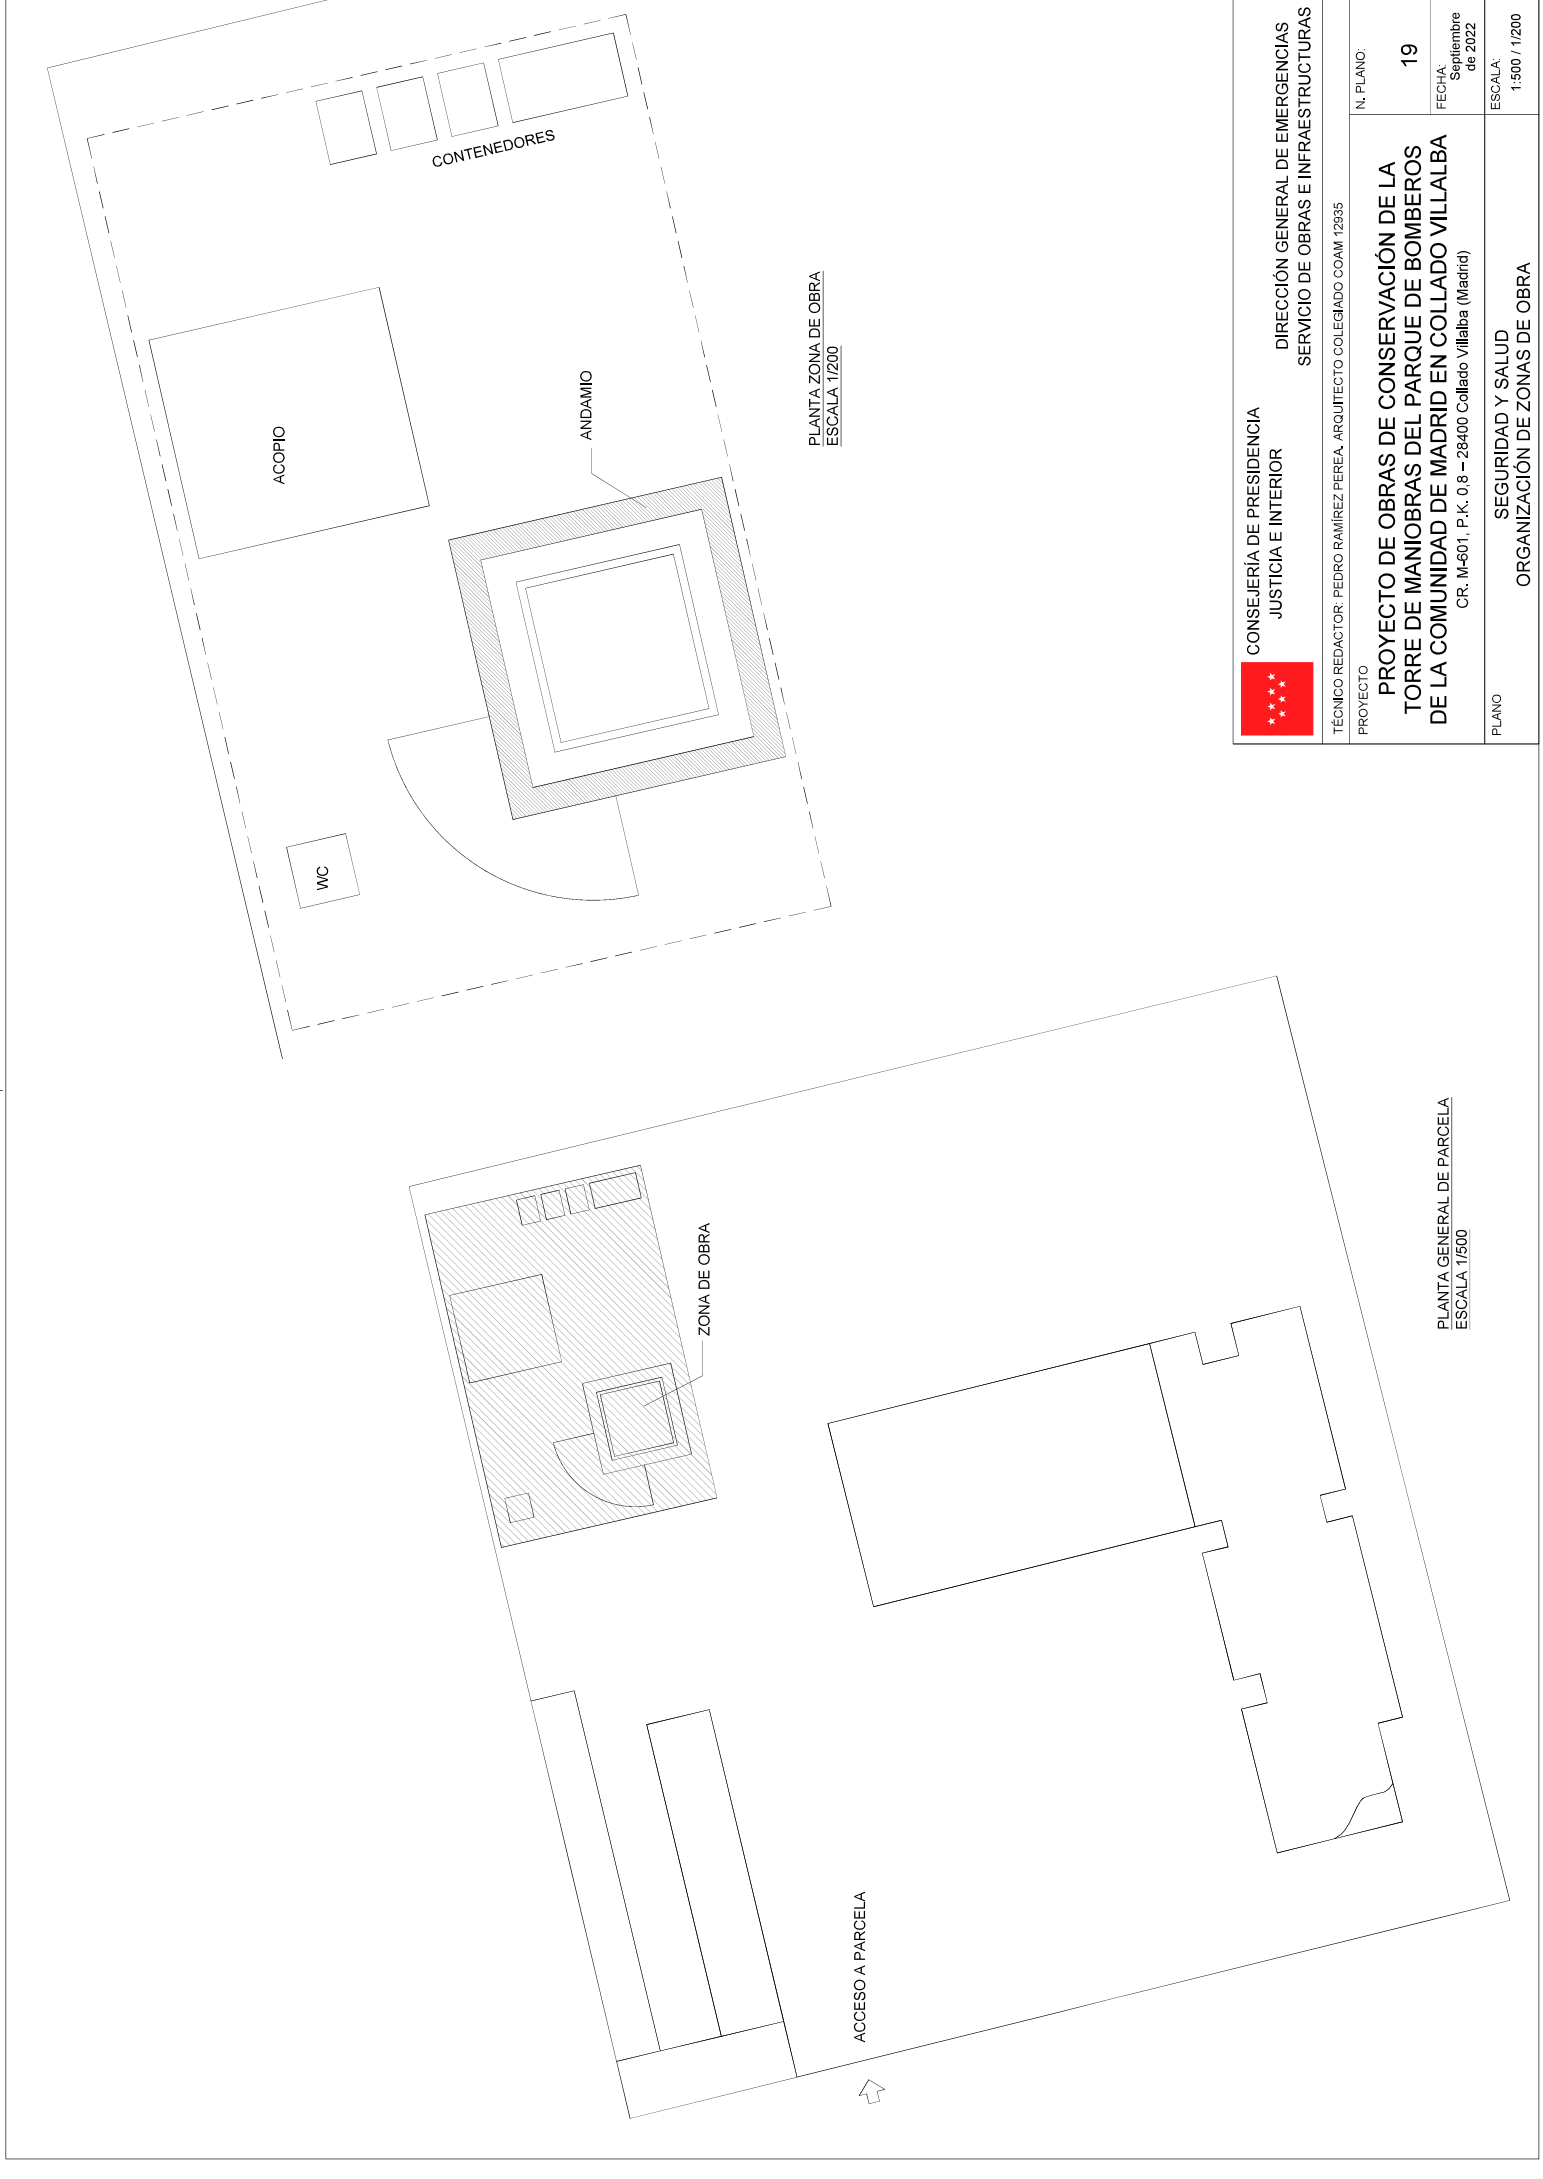 CONTENEDORES
ACOPIO
ANDAMIO
WC
PLANTA ZONA DE OBRA
ESCALA 1/200
ZONA DE OBRA
ACCESO A PARCELA
PLANTA GENERAL DE PARCELA
ESCALA 1/500
CONSEJERÍA DE PRESIDENCIA
JUSTICIA E INTERIOR
DIRECCIÓN GENERAL DE EMERGENCIAS
SERVICIO DE OBRAS E INFRAESTRUCTURAS
TÉCNICO REDACTOR: PEDRO RAMÍREZ PEREA. ARQUITECTO COLEGIADO COAM 12935
PROYECTO
PROYECTO DE OBRAS DE CONSERVACIÓN DE LA
TORRE DE MANIOBRAS DEL PARQUE DE BOMBEROS
DE LA COMUNIDAD DE MADRID EN COLLADO VILLALBA
CR. M-601, P.K. 0,8 – 28400 Collado Villalba (Madrid)
N. PLANO:
19
FECHA:
Septiembre
de 2022
PLANO
SEGURIDAD Y SALUD
ORGANIZACIÓN DE ZONAS DE OBRA
ESCALA:
1:500 / 1/200